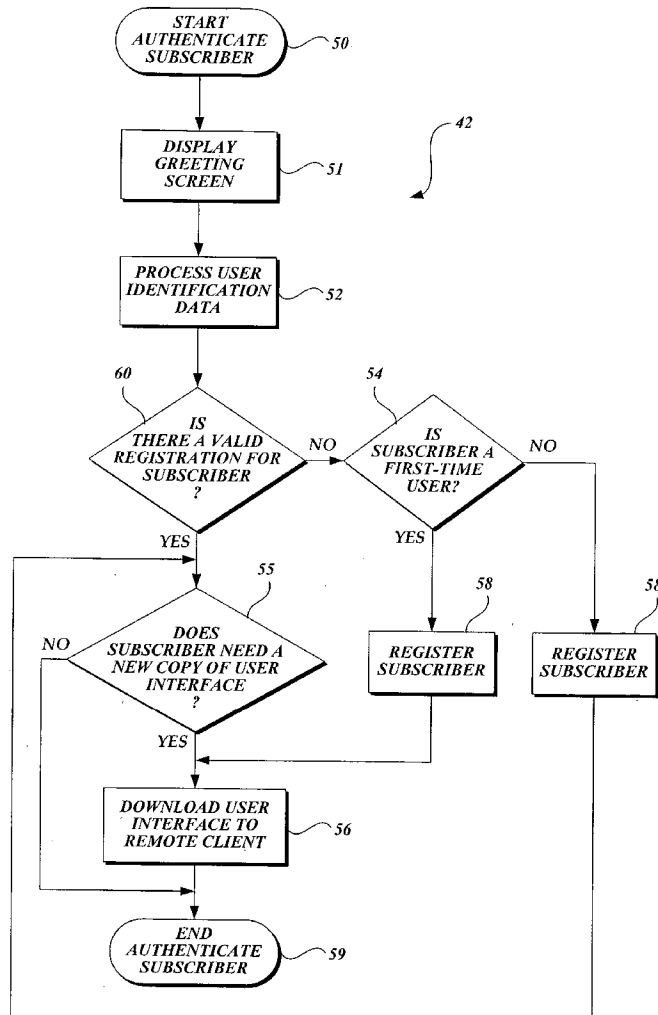 START
AUTHENTICATE
SUBSCRIBER
50
42
DISPLAY
GREETING
SCREEN
51
PROCESS USER
IDENTIFICATION
DATA
52
60
IS
THERE A VALID
REGISTRATION FOR
SUBSCRIBER
?
NO
54
IS
SUBSCRIBER A
FIRST-TIME
USER?
NO
YES
YES
55
DOES
SUBSCRIBER NEED A
NEW COPY OF USER
INTERFACE
?
NO
YES
58
REGISTER
SUBSCRIBER
58
REGISTER
SUBSCRIBER
DOWNLOAD USER
INTERFACE TO
REMOTE CLIENT
56
END
AUTHENTICATE
SUBSCRIBER
59